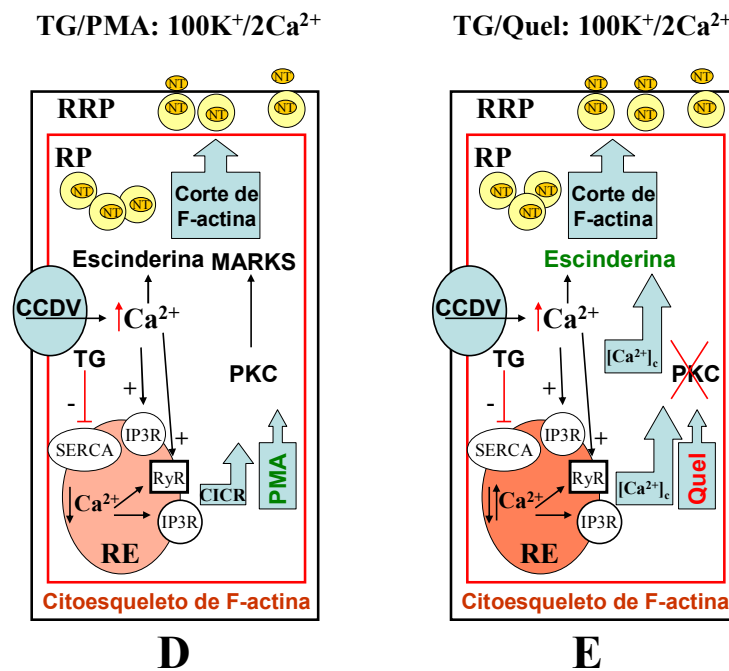 TG/PMA: 100K⁺/2Ca²⁺
NT
NT
RRP
NT
NT
NT
RP
NT
NT
NT
Corte de
F-actina
Escinderina MARKS
CCDV
Ca²⁺
TG
PKC
+
-
IP3R
SERCA
+
RyR
Ca²⁺
CICR
PMA
IP3R
RE
Citoesqueleto de F-actina
D
TG/Quel: 100K⁺/2Ca²⁺
NT
NT
NT
RRP
NT
NT
NT
RP
NT
NT
NT
Corte de
F-actina
Escinderina
CCDV
Ca²⁺
[Ca²⁺]c
TG
PKC
+
-
IP3R
SERCA
+
RyR
Ca²⁺
[Ca²⁺]c
Quel
IP3R
RE
Citoesqueleto de F-actina
E